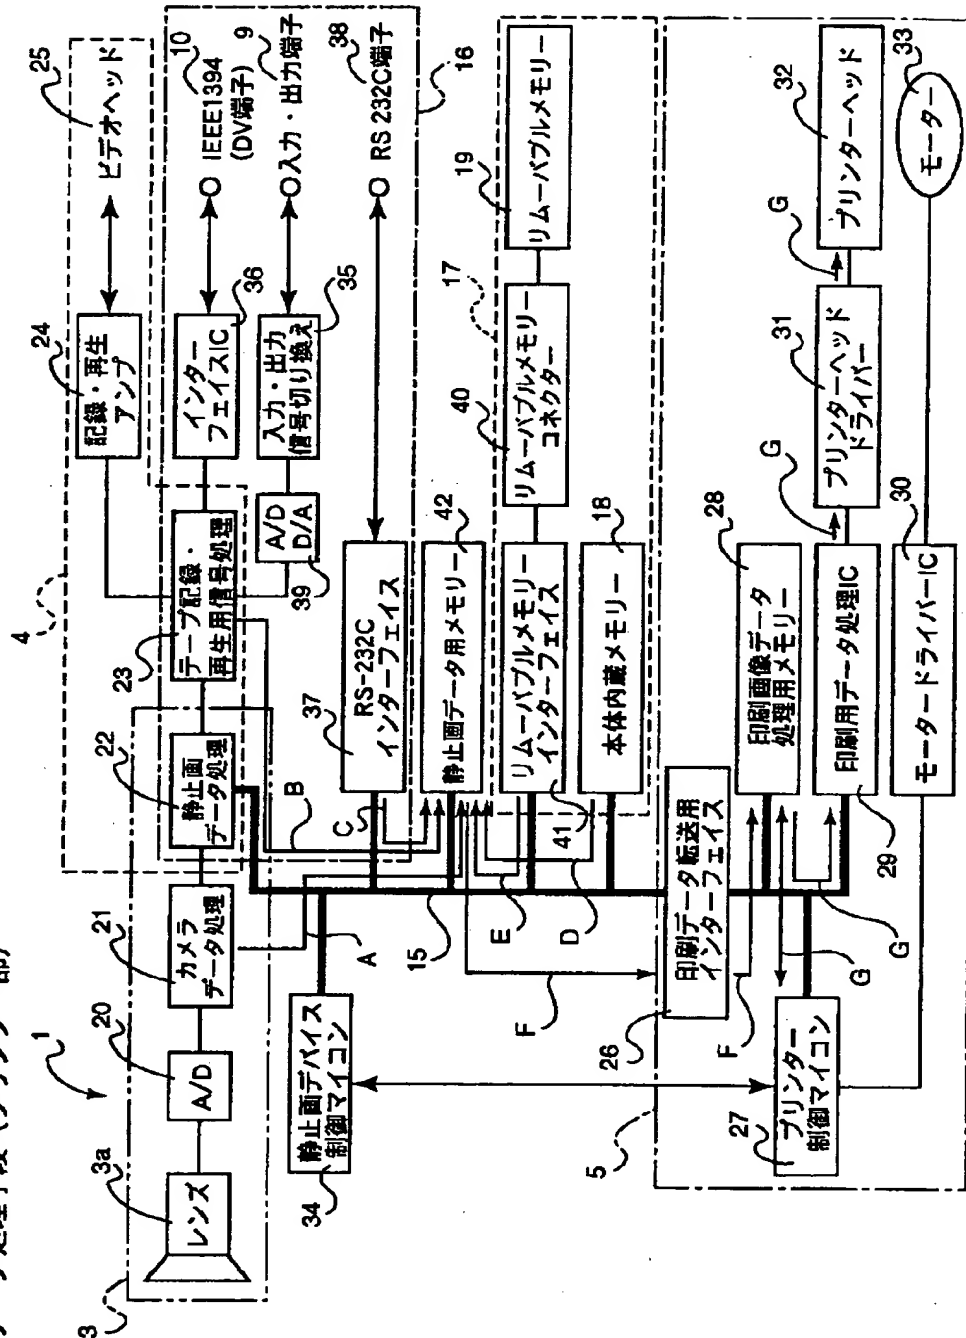 1
3
3a
レンズ
20
A/D
21
カメラ
データ処理
22
静止画
データ処理
4
23
テープ記録・
再生用信号処理
24
記録・再生
アンプ
25
ビデオヘッド
36
インター
フェイスIC
10
IEEE1394
(DV端子)
39
A/D
D/A
35
入力・出力
信号切り換え
9
入力・出力端子
37
RS-232C
インターフェイス
38
RS 232C端子
16
A
B
C
15
42
静止画データ用メモリー
34
静止画デバイス
制御マイコン
17
41
リムーバブルメモリー
インターフェイス
40
リムーバブルメモリー
コネクター
19
リムーバブルメモリー
18
本体内蔵メモリー
E
D
F
5
26
印刷データ転送用
インターフェイス
F
G
G
27
プリンター
制御マイコン
28
印刷画像データ
処理用メモリー
29
印刷用データ処理IC
G
31
プリンターヘッド
ドライバー
G
32
プリンターヘッド
30
モータードライバーIC
33
モーター